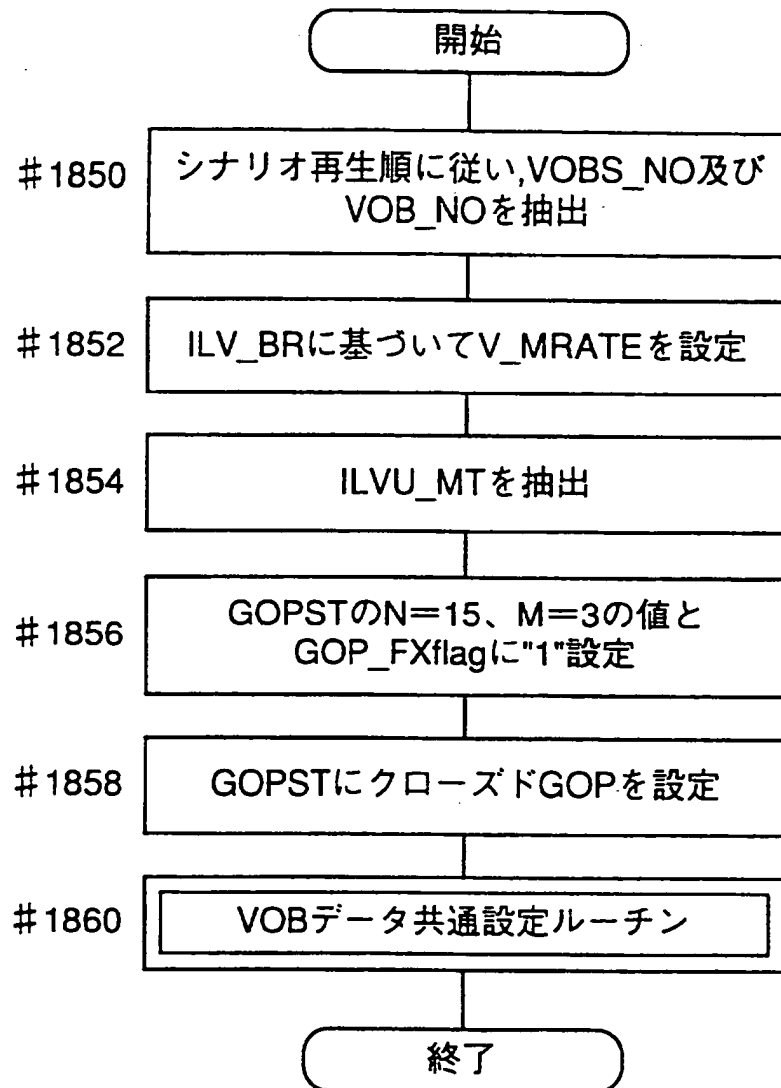 開始
#1850
シナリオ再生順に従い,VOBS_NO及び
VOB_NOを抽出
#1852
ILV_BRに基づいてV_MRATEを設定
#1854
ILVU_MTを抽出
#1856
GOPSTのN=15、M=3の値と
GOP_FXflagに"1"設定
#1858
GOPSTにクローズドGOPを設定
#1860
VOBデータ共通設定ルーチン
終了